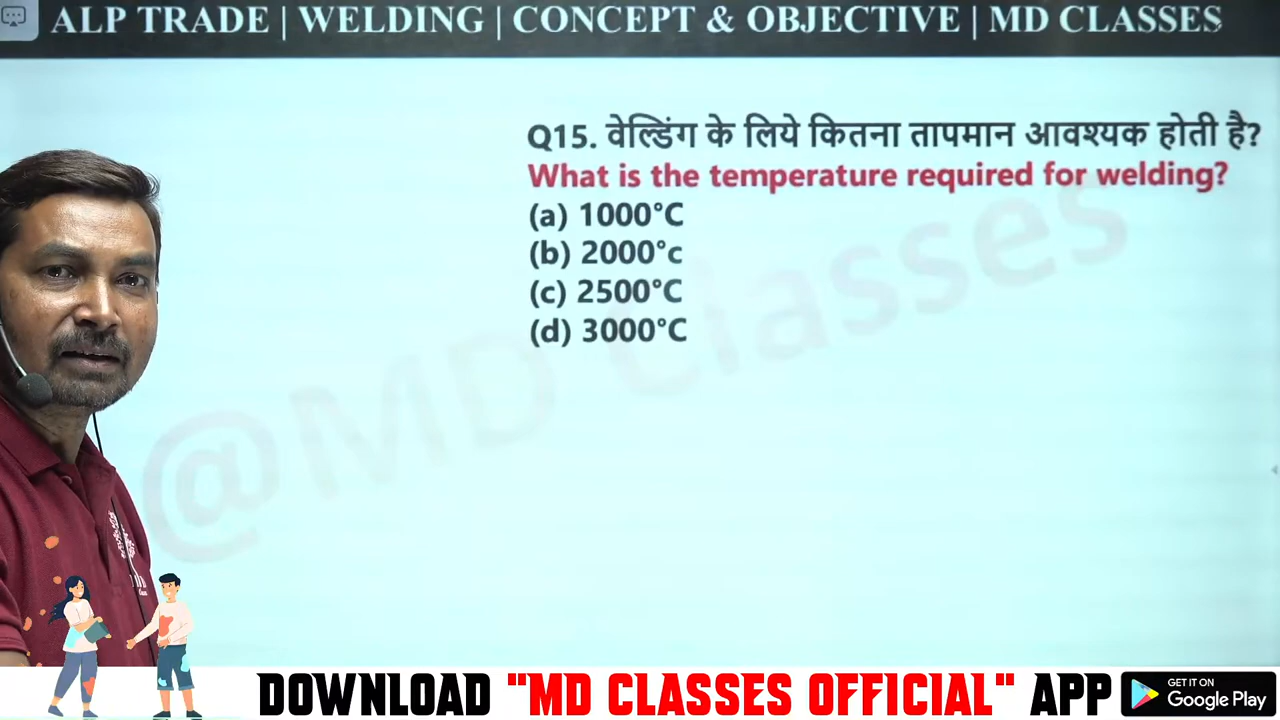 ALP TRADE | WELDING | CONCEPT & OBJECTIVE | MD CLASSES
Q15. वेल्डिंग के लिये कितना तापमान आवश्यक होती है?
What is the temperature required for welding?
(a) 1000°C
(b) 2000°c
(c) 2500°C
(d) 3000°C
@MD Classes
DOWNLOAD "MD CLASSES OFFICIAL" APP
GET IT ON
Google Play